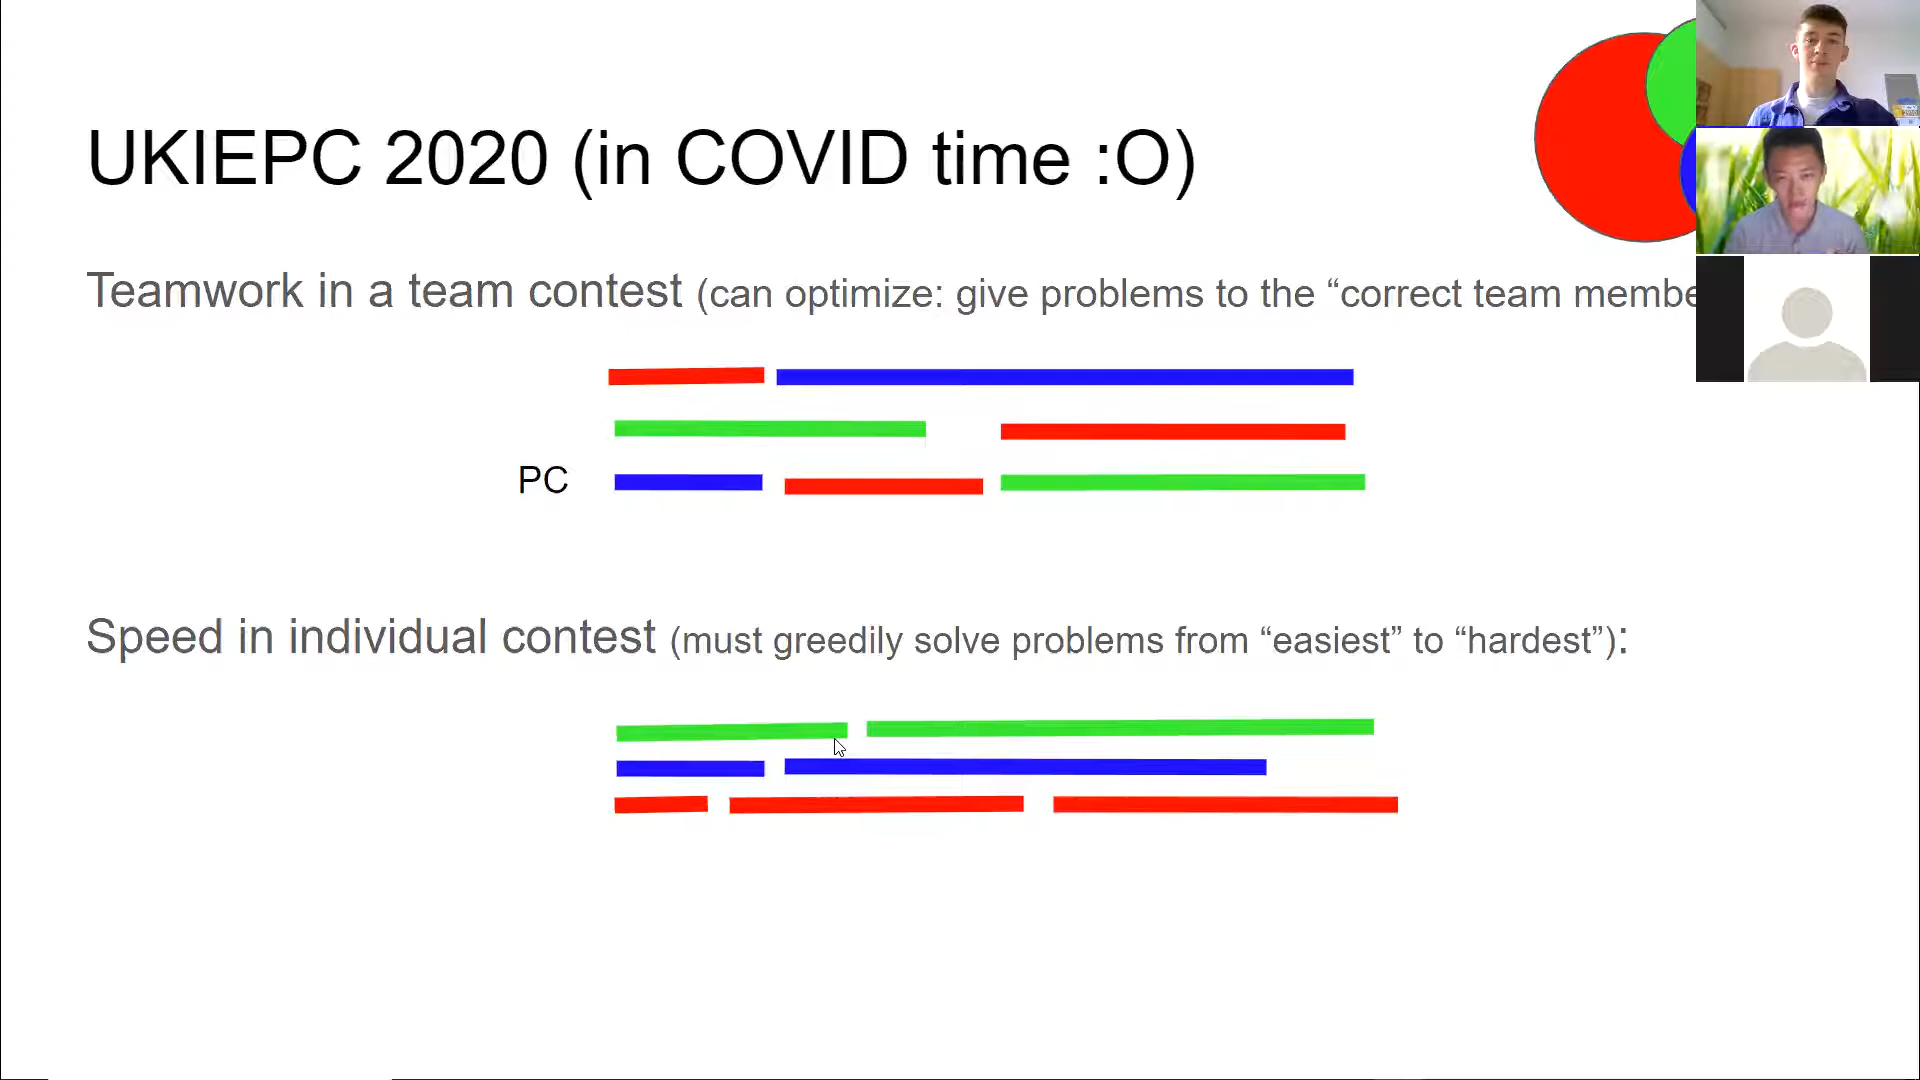 UKIEPC 2020 (in COVID time :O)
Teamwork in a team contest (can optimize: give problems to the “correct team membe
PC
Speed in individual contest (must greedily solve problems from “easiest” to “hardest”):